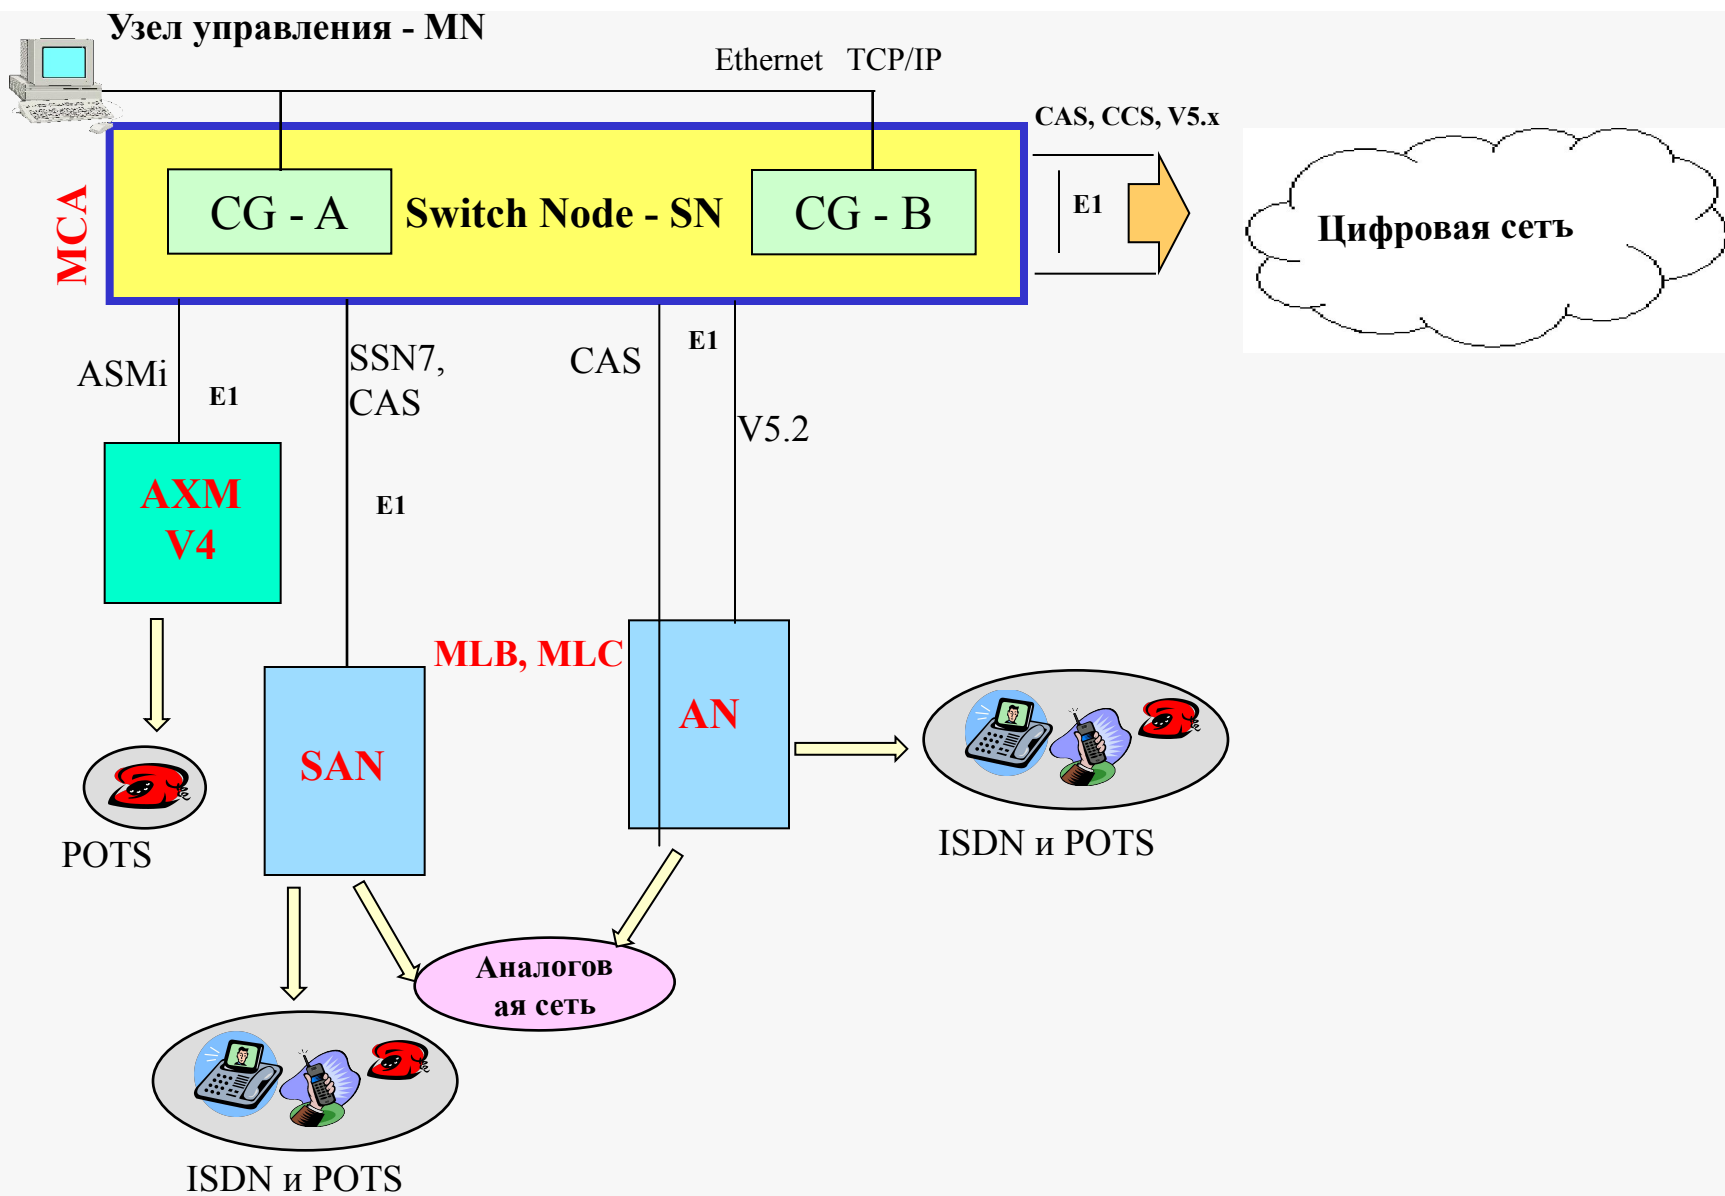 Узел управления - MN
Ethernet TCP/IP
CAS, CCS, V5.x
MCA
CG - A
Switch Node - SN
CG - B
E1
Цифровая сетъ
ASMi
E1
SSN7,
CAS
E1
CAS
E1
V5.2
AXM
V4
MLB, MLC
SAN
AN
POTS
ISDN и POTS
Аналогов
ая сеть
ISDN и POTS